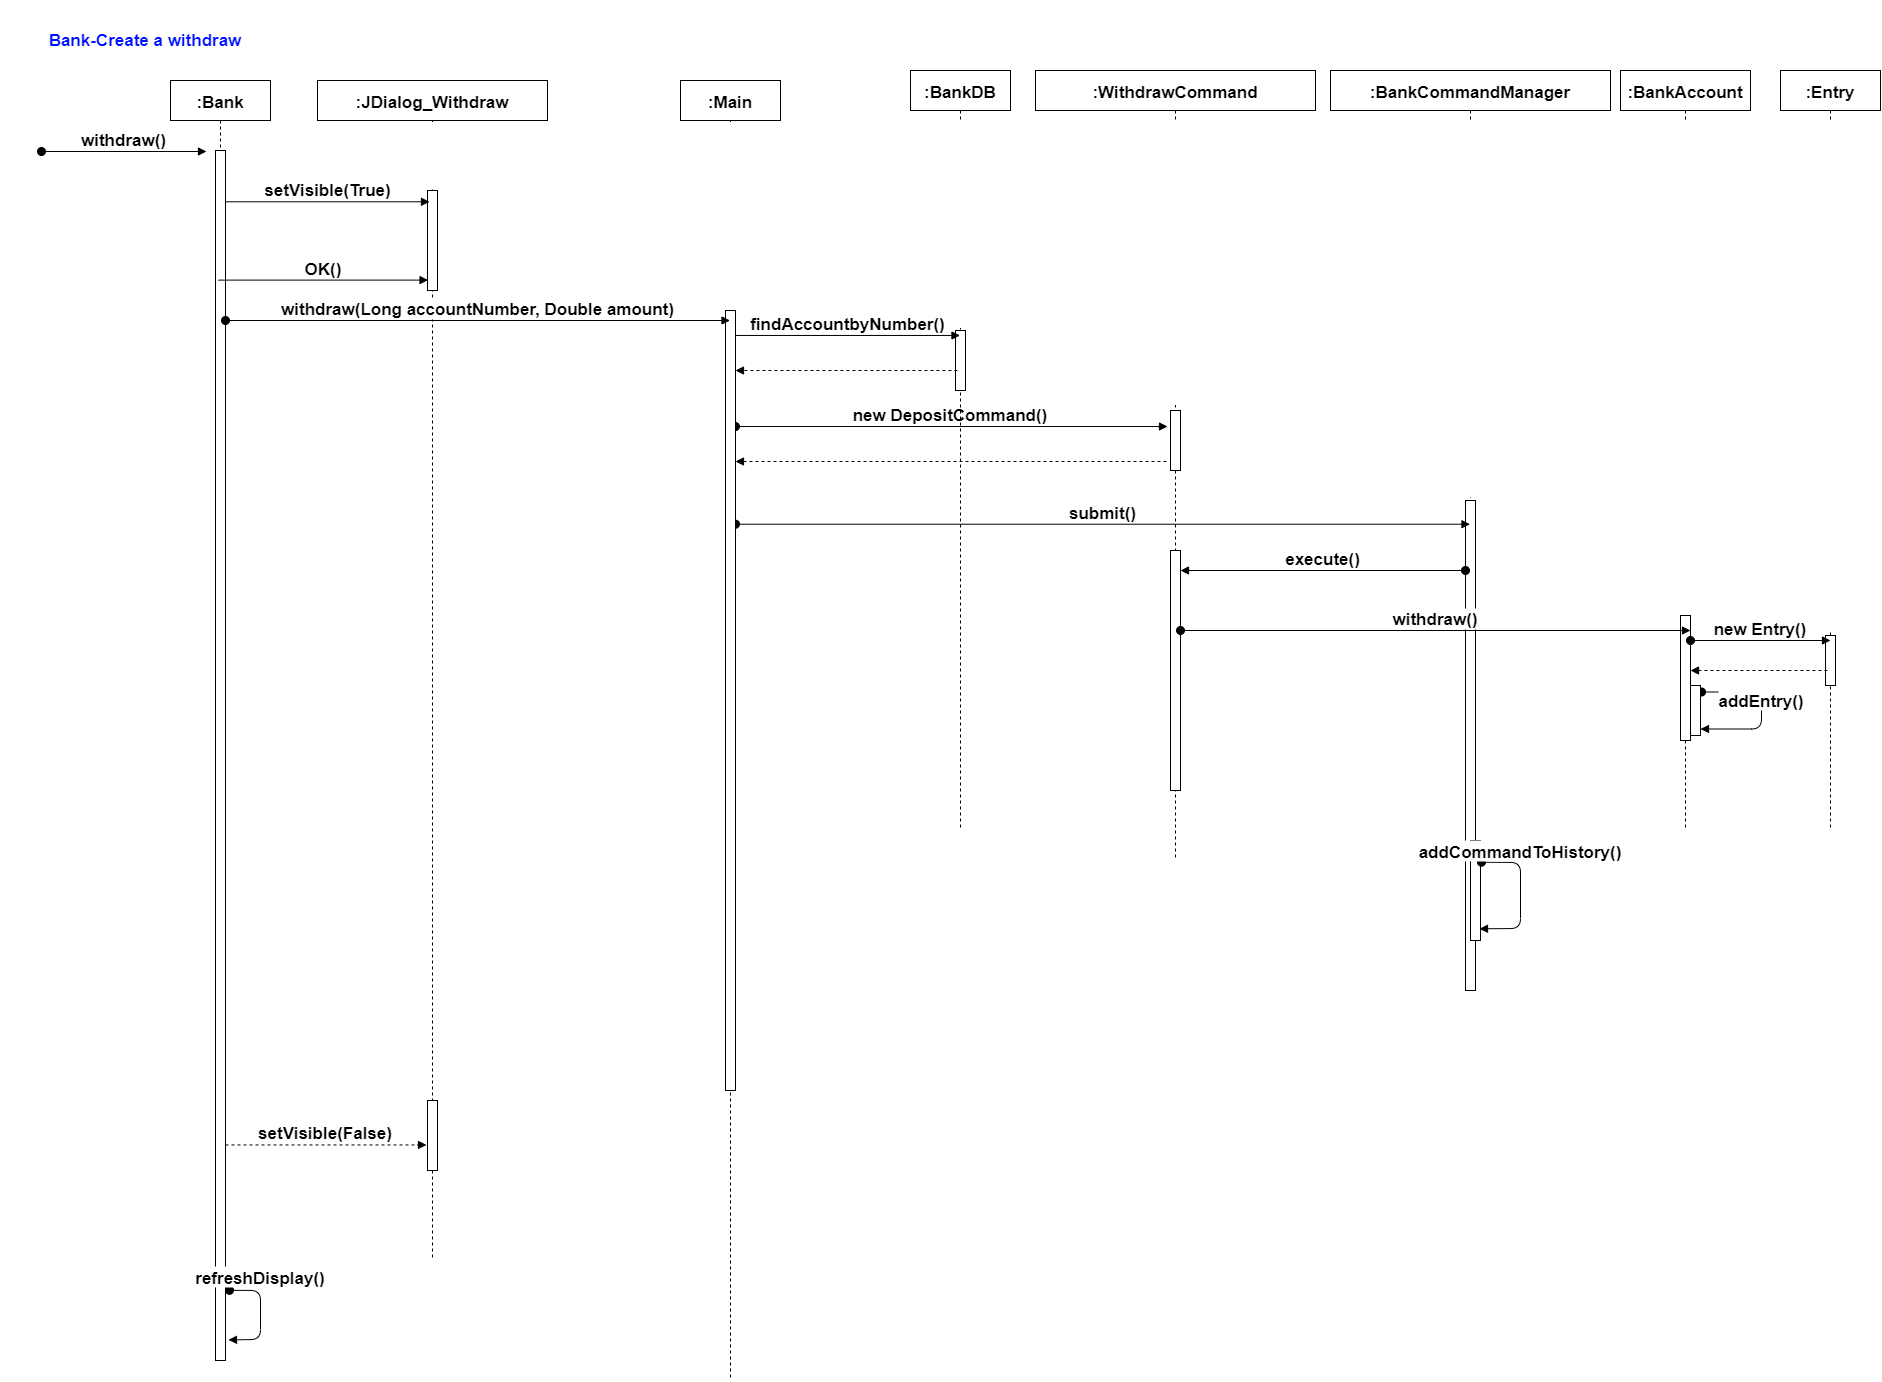 Bank-Create a withdraw
:Bank
:JDialog_Withdraw
:Main
:BankDB
:WithdrawCommand
:BankCommandManager
:BankAccount
:Entry
withdraw()
setVisible(True)
OK()
withdraw(Long accountNumber, Double amount)
findAccountbyNumber()
new DepositCommand()
submit()
execute()
withdraw()
new Entry()
addEntry()
addCommandToHistory()
setVisible(False)
refreshDisplay()